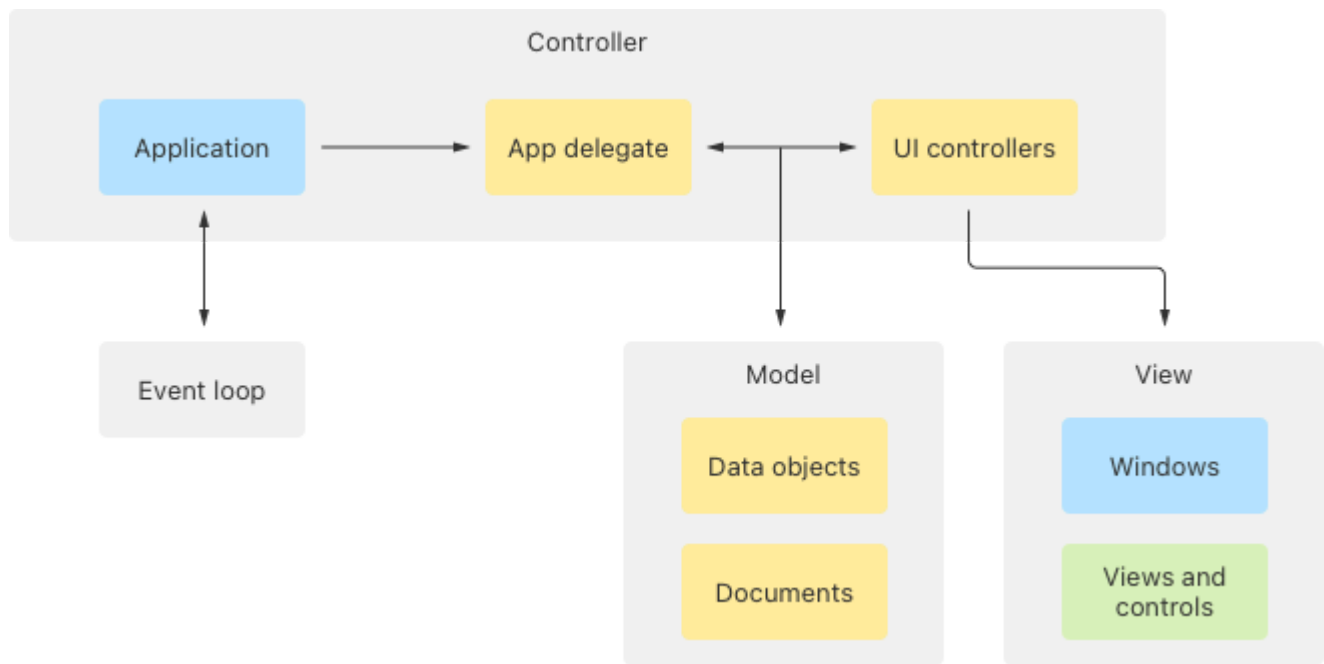 Controller
Application
App delegate
UI controllers
Event loop
Model
Data objects
Documents
View
Windows
Views and
controls